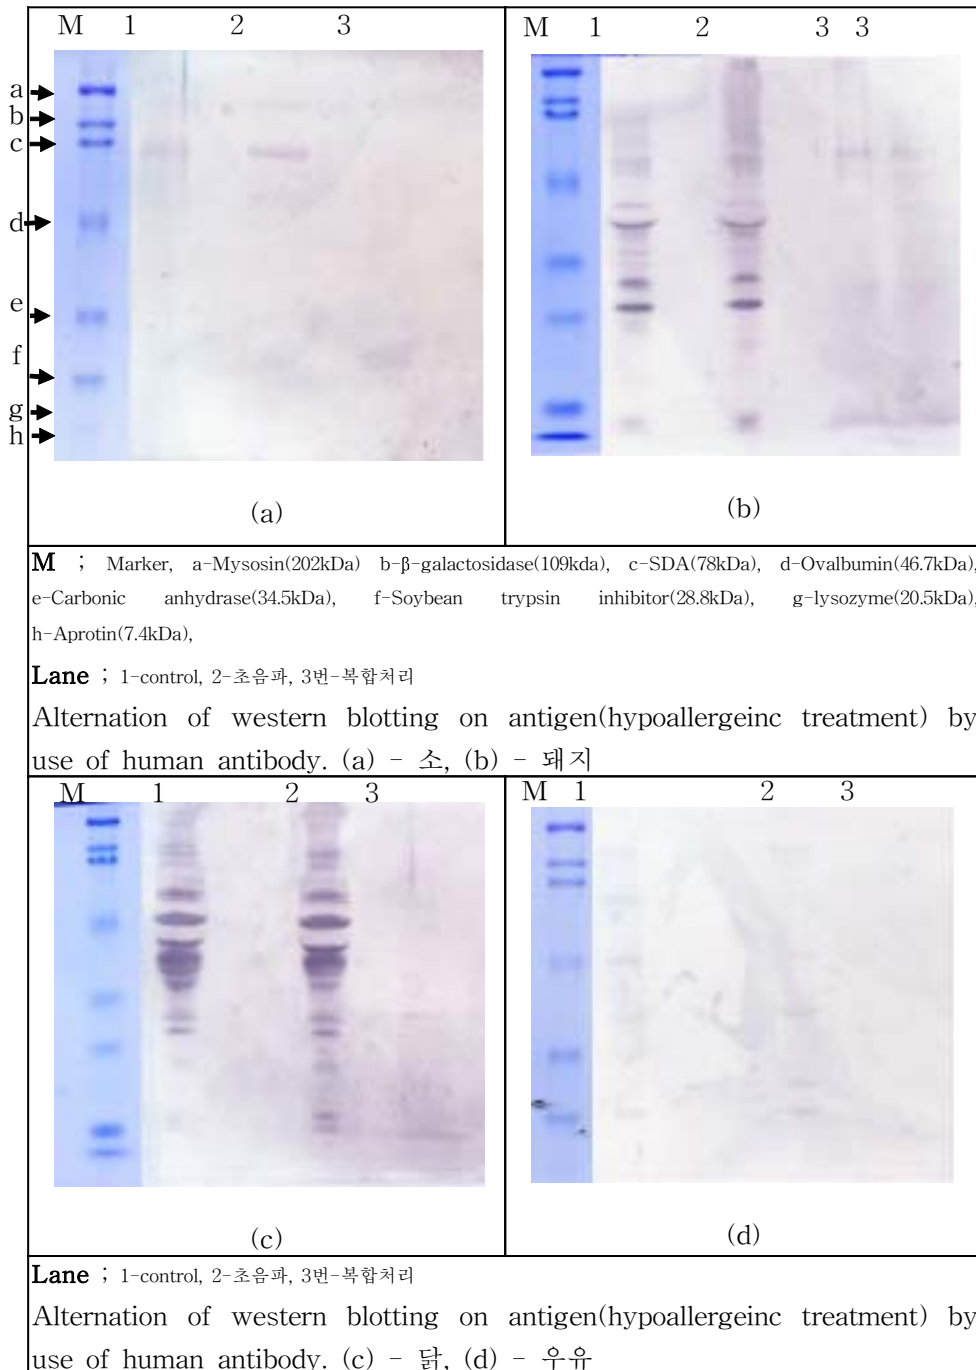 M 1 2 3
M 1 2 3 3
a
b
c
d
e
f
g
h
(a)
(b)
M ; Marker, a-Mysosin(202kDa) b-β-galactosidase(109kda), c-SDA(78kDa), d-Ovalbumin(46.7kDa),
e-Carbonic anhydrase(34.5kDa), f-Soybean trypsin inhibitor(28.8kDa), g-lysozyme(20.5kDa),
h-Aprotin(7.4kDa),
Lane ; 1-control, 2-초음파, 3번-복합처리
Alternation of western blotting on antigen(hypoallergeinc treatment) by
use of human antibody. (a) - 소, (b) - 돼지
M 1 2 3
M 1 2 3
(c)
(d)
Lane ; 1-control, 2-초음파, 3번-복합처리
Alternation of western blotting on antigen(hypoallergeinc treatment) by
use of human antibody. (c) - 닭, (d) - 우유